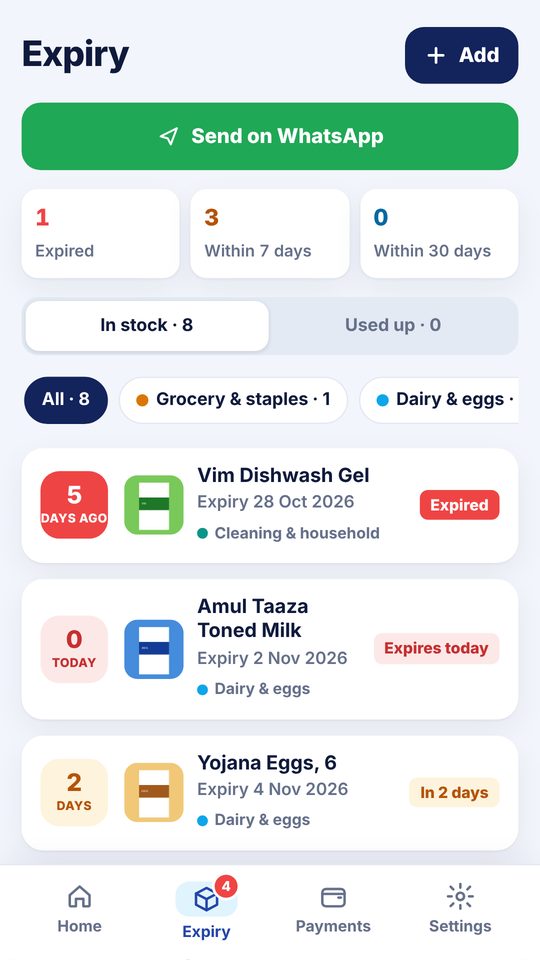 Expiry
Add
Send on WhatsApp
1
Expired
3
Within 7 days
0
Within 30 days
In stock · 8
Used up · 0
All · 8
Grocery & staples · 1
Dairy & eggs ·
5
DAYS AGO
Vim Dishwash Gel
Expiry 28 Oct 2026
Cleaning & household
Expired
0
TODAY
Amul Taaza
Toned Milk
Expiry 2 Nov 2026
Dairy & eggs
Expires today
2
DAYS
Yojana Eggs, 6
Expiry 4 Nov 2026
Dairy & eggs
In 2 days
Home
4
Expiry
Payments
Settings